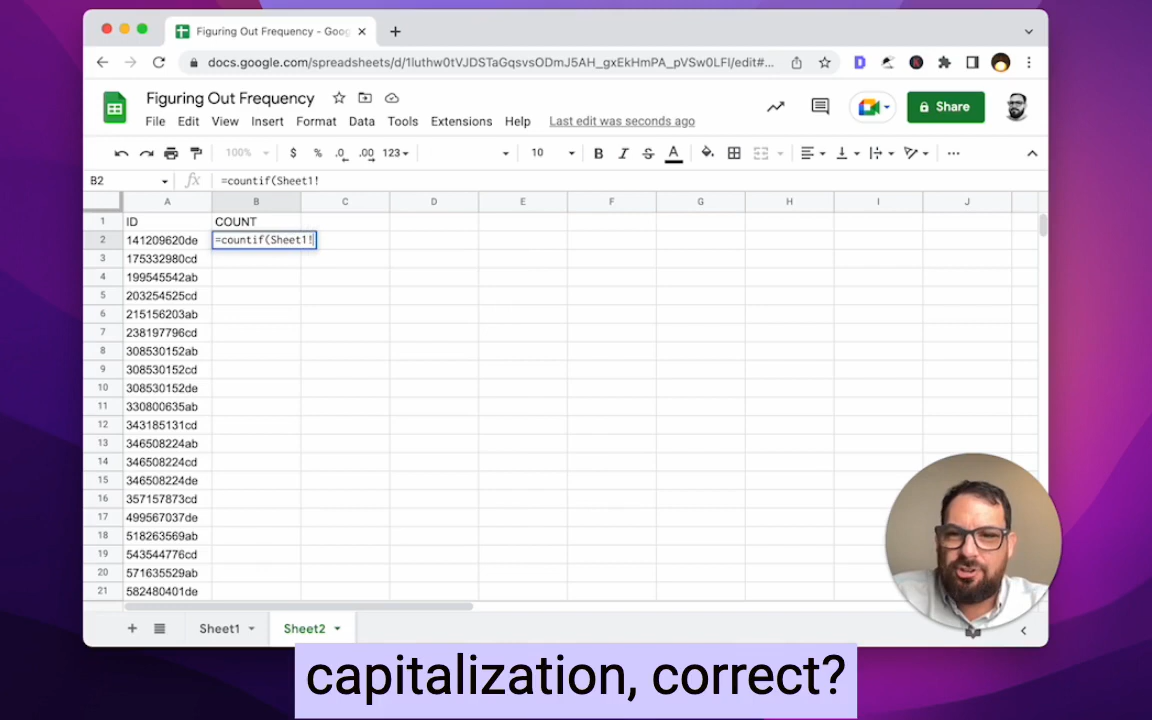 Figuring Out Frequency - Goog
docs.google.com/spreadsheets/d/1luthw0tVJDSTaGqsvsODmJ5AH_gxEkHmPA_pVSw0LFI/edit#...
Figuring Out Frequency
File Edit View Insert Format Data Tools Extensions Help Last edit was seconds ago
Share
100% $ % .0 .00 123 10 B I S A
B2 fx =countif(Sheet1!
A B C D E F G H I J
1 ID COUNT
2 141209620de =countif(Sheet1!
3 175332980cd
4 199545542ab
5 203254525cd
6 215156203ab
7 238197796cd
8 308530152ab
9 308530152cd
10 308530152de
11 330800635ab
12 343185131cd
13 346508224ab
14 346508224cd
15 346508224de
16 357157873cd
17 499567037de
18 518263569ab
19 543544776cd
20 571635529ab
21 582480401de
Sheet1 Sheet2
capitalization, correct?